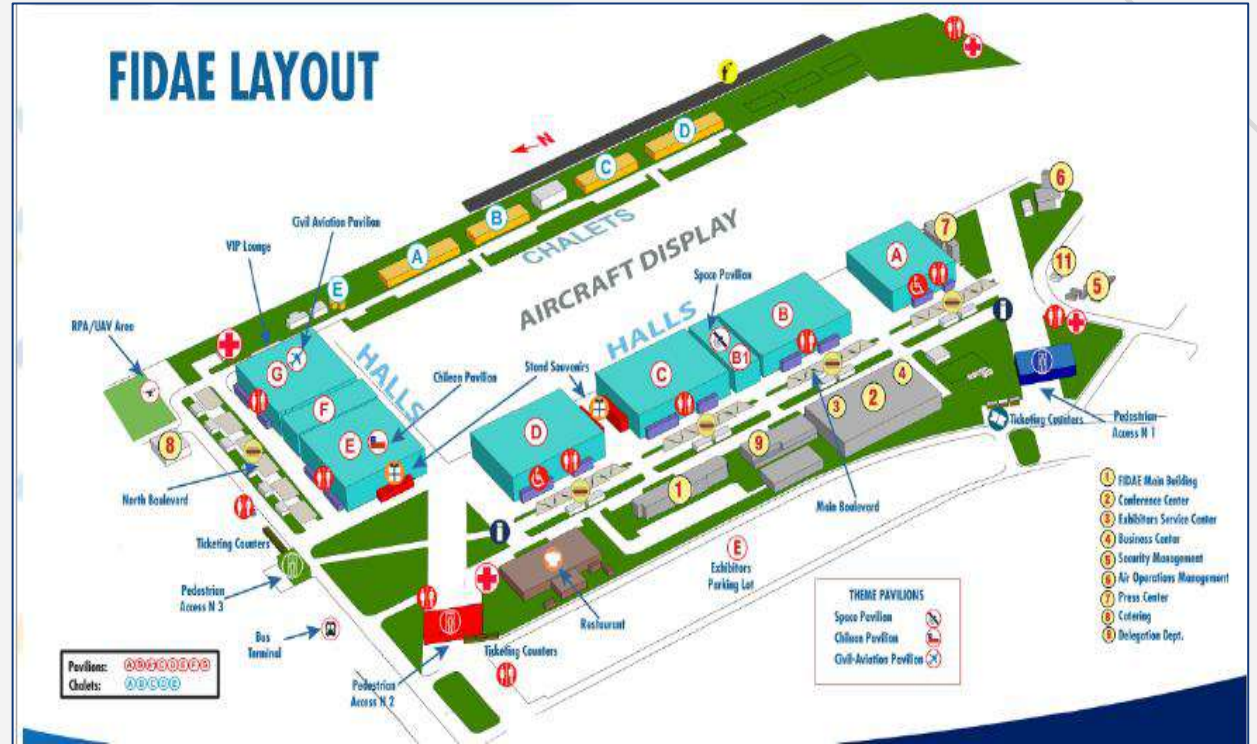 FIDAE LAYOUT
N
D
C
B
A
E
CHALETS
AIRCRAFT DISPLAY
HALLS
HALLS
Civil Aviation Pavilion
VIP Lounge
RPA/UAV Area
G
F
E
Chilean Pavilion
Stand Souvenirs
Space Pavilion
A
B
B1
C
D
6
7
11
5
i
4
2
3
9
1
8
North Boulevard
Main Boulevard
Ticketing Counters
Pedestrian
Access N 1
Ticketing Counters
Pedestrian
Access N 3
Bus
Terminal
i
Restaurant
Ticketing Counters
Pedestrian
Access N 2
E
Exhibitors
Parking Lot
THEME PAVILIONS
Space Pavilion
Chilean Pavilion
Civil-Aviation Pavilion
1 FIDAE Main Building
2 Conference Center
3 Exhibitors Service Center
4 Business Center
5 Security Management
6 Air Operations Management
7 Press Center
8 Catering
Delegation Dept.
Pavilions:
Chalets: A B C D E